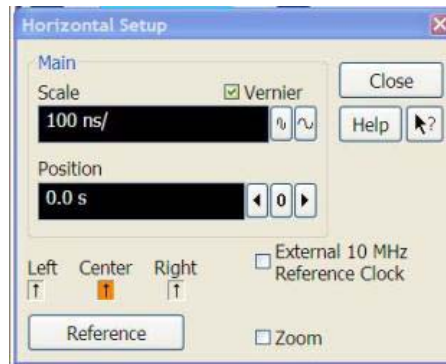 Horizontal Setup
Main
Scale
Vernier
100 ns/
Position
0.0 s
0
Close
Help
?
Left Center Right
External 10 MHz
Reference Clock
Reference
Zoom